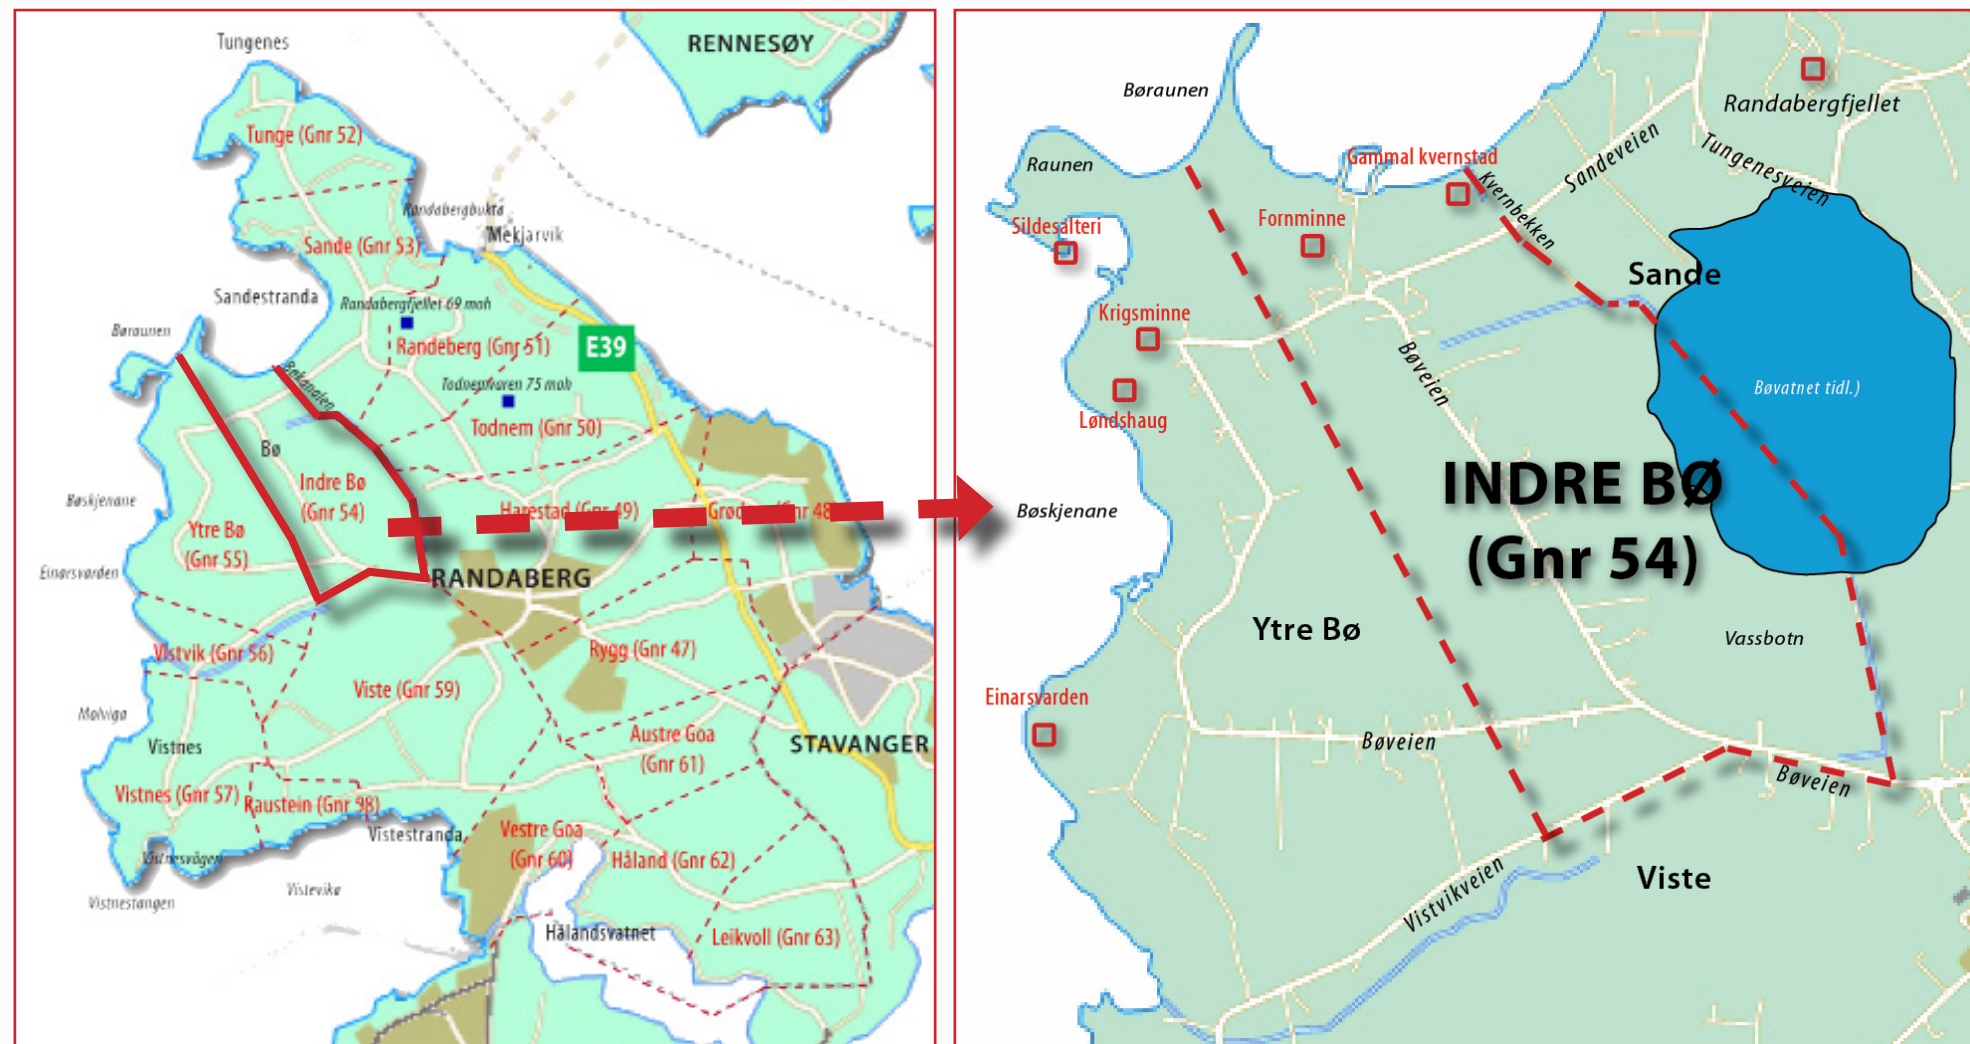 Tungenes
RENNESØY
Tunge (Gnr 52)
Randabergbukta
Mekjarvik
Sande (Gnr 53)
Sandestranda
Randabergfjellet 69 moh
Børaunen
Randeberg (Gnr 51)
E39
Todnemvaren 75 moh
Bøkanalen
Todnem (Gnr 50)
Bø
Indre Bø
(Gnr 54)
Bøskjenane
Harestad (Gnr 49)
Ytre Bø
(Gnr 55)
Einarsvarden
RANDABERG
Vistvik (Gnr 56)
Rygg (Gnr 47)
Viste (Gnr 59)
Molviga
Vistnes
Austre Goa
(Gnr 61)
STAVANGER
Vistnes (Gnr 57)
Raustein (Gnr 98)
Vistestranda
Vestre Goa
(Gnr 60)
Håland (Gnr 62)
Vistnesvågen
Vistevika
Vistnestangen
Hålandsvatnet
Leikvoll (Gnr 63)
Børaunen
Randabergfjellet
Raunen
Gammal kvernstad
Sandeveien
Tungenesveien
Kvernbekken
Sildesalteri
Fornminne
Sande
Krigsminne
Bøveien
Bøvatnet tidl.)
Løndshaug
INDRE BØ
(Gnr 54)
Bøskjenane
Ytre Bø
Vassbotn
Einarsvarden
Bøveien
Bøveien
Viste
Vistvikveien